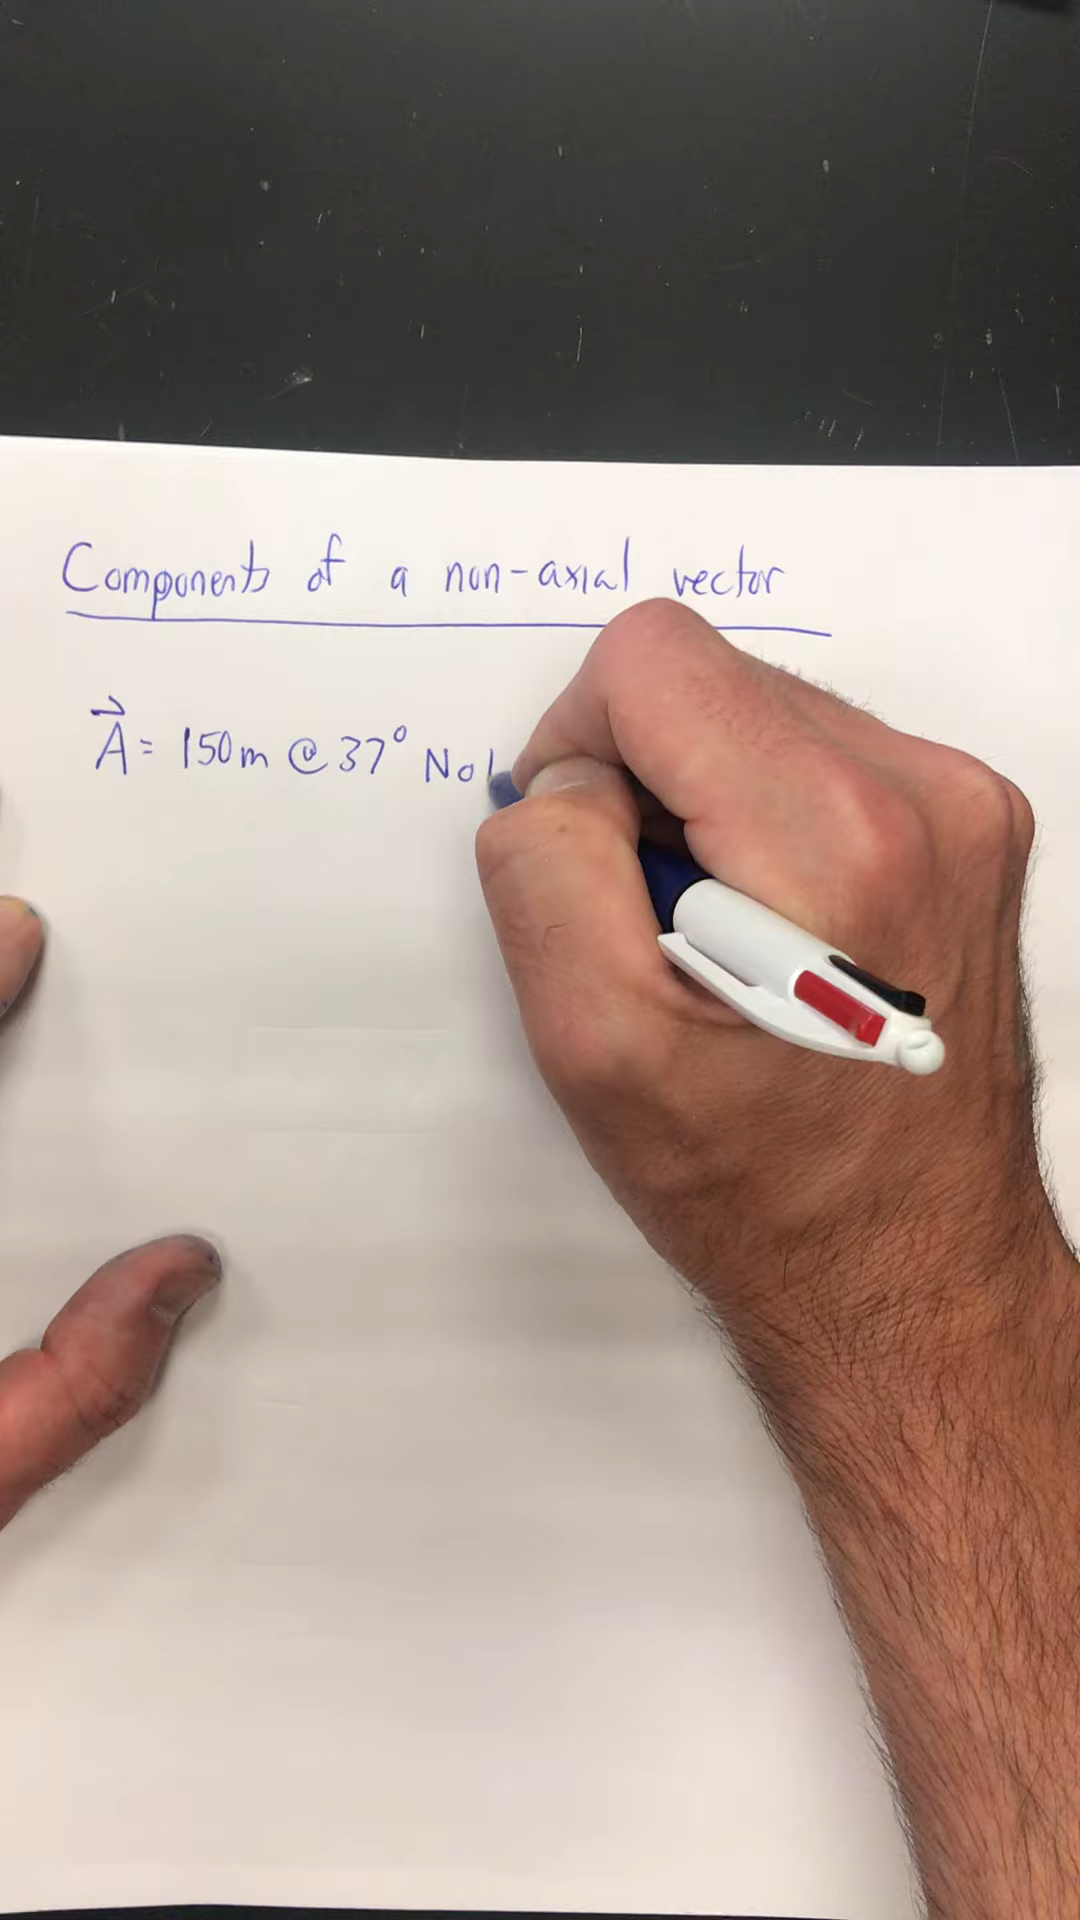 Components of a non-axial vector
A = 150m @ 37° No